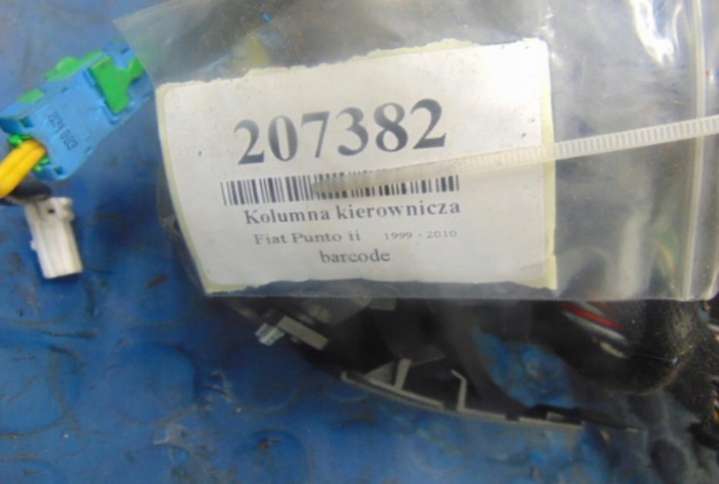 207382
Kolumna kierownicza
Fiat Punto ii 1999 - 2010
barcode